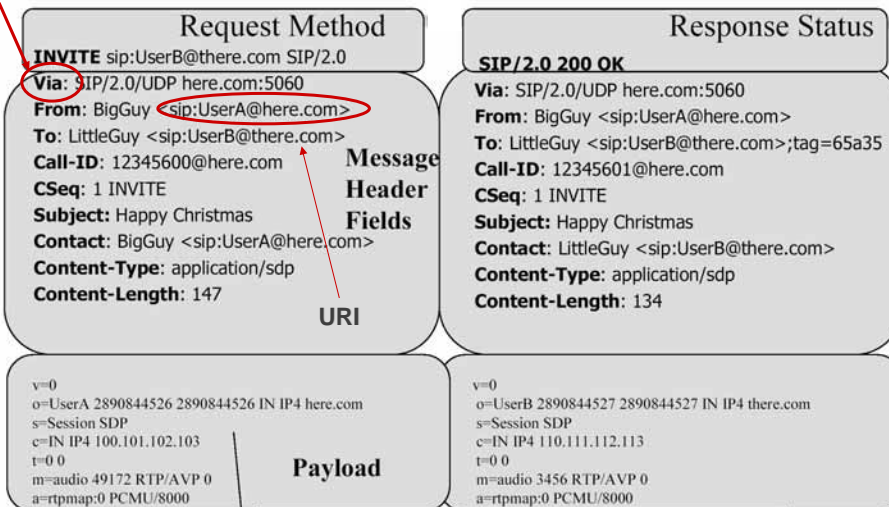 Request Method
INVITE sip:UserB@there.com SIP/2.0
Via: SIP/2.0/UDP here.com:5060
From: BigGuy <sip:UserA@here.com>
To: LittleGuy <sip:UserB@there.com>
Call-ID: 12345600@here.com
CSeq: 1 INVITE
Subject: Happy Christmas
Contact: BigGuy <sip:UserA@here.com>
Content-Type: application/sdp
Content-Length: 147
Message
Header
Fields
URI
v=0
o=UserA 2890844526 2890844526 IN IP4 here.com
s=Session SDP
c=IN IP4 100.101.102.103
t=0 0
m=audio 49172 RTP/AVP 0
a=rtpmap:0 PCMU/8000
Payload
Response Status
SIP/2.0 200 OK
Via: SIP/2.0/UDP here.com:5060
From: BigGuy <sip:UserA@here.com>
To: LittleGuy <sip:UserB@there.com>;tag=65a35
Call-ID: 12345601@here.com
CSeq: 1 INVITE
Subject: Happy Christmas
Contact: LittleGuy <sip:UserB@there.com>
Content-Type: application/sdp
Content-Length: 134
v=0
o=UserB 2890844527 2890844527 IN IP4 there.com
s=Session SDP
c=IN IP4 110.111.112.113
t=0 0
m=audio 3456 RTP/AVP 0
a=rtpmap:0 PCMU/8000